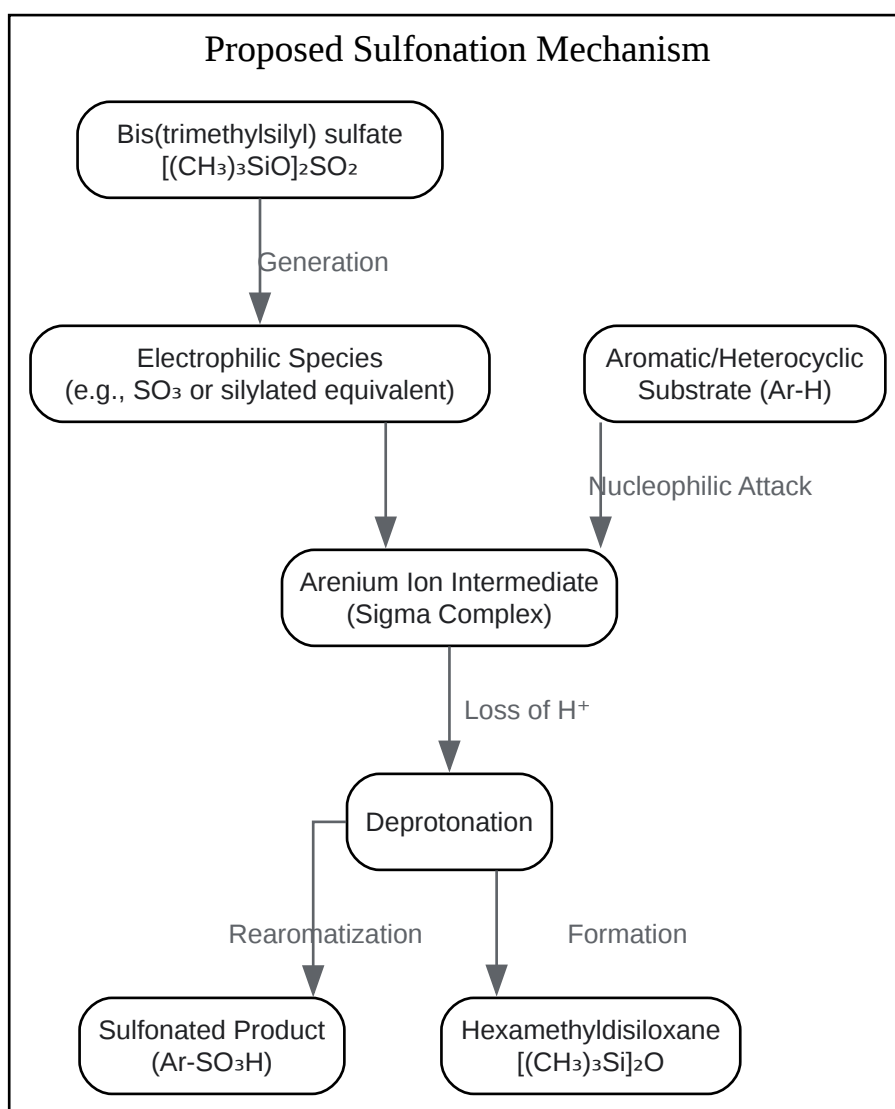 Proposed Sulfonation Mechanism
Bis(trimethylsilyl) sulfate
[(CH₃)₃SiO]₂SO₂
Generation
Electrophilic Species
(e.g., SO₃ or silylated equivalent)
Aromatic/Heterocyclic
Substrate (Ar-H)
Nucleophilic Attack
Arenium Ion Intermediate
(Sigma Complex)
Loss of H⁺
Deprotonation
Rearomatization
Formation
Sulfonated Product
(Ar-SO₃H)
Hexamethyldisiloxane
[(CH₃)₃Si]₂O